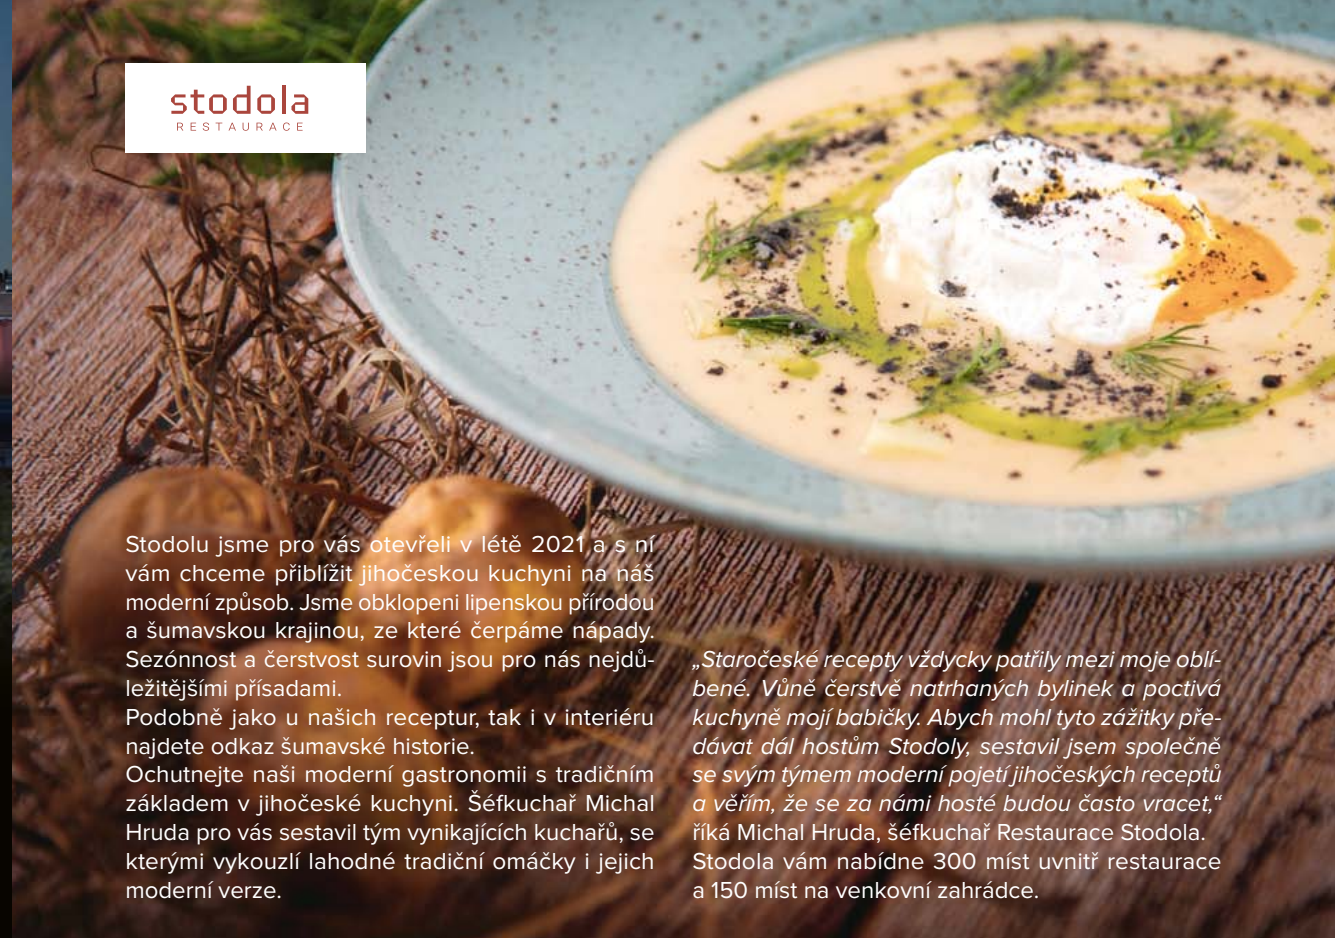 stodola
RESTAURACE
Stodolu jsme pro vás otevřeli v létě 2021 a s ní
vám chceme přiblížit jihočeskou kuchyni na náš
moderní způsob. Jsme obklopeni lipenskou přírodou
a šumavskou krajinou, ze které čerpáme nápady.
Sezónnost a čerstvost surovin jsou pro nás nejdů-
ležitějšími přísadami.
Podobně jako u našich receptur, tak i v interiéru
najdete odkaz šumavské historie.
Ochutnejte naši moderní gastronomii s tradičním
základem v jihočeské kuchyni. Šéfkuchař Michal
Hruda pro vás sestavil tým vynikajících kuchařů, se
kterými vykouzlí lahodné tradiční omáčky i jejich
moderní verze.
„Staročeské recepty vždycky patřily mezi moje oblí-
bené. Vůně čerstvě natrhaných bylinek a poctivá
kuchyně mojí babičky. Abych mohl tyto zážitky pře-
dávat dál hostům Stodoly, sestavil jsem společně
se svým týmem moderní pojetí jihočeských receptů
a věřím, že se za námi hosté budou často vracet,“
říká Michal Hruda, šéfkuchař Restaurace Stodola.
Stodola vám nabídne 300 míst uvnitř restaurace
a 150 míst na venkovní zahrádce.